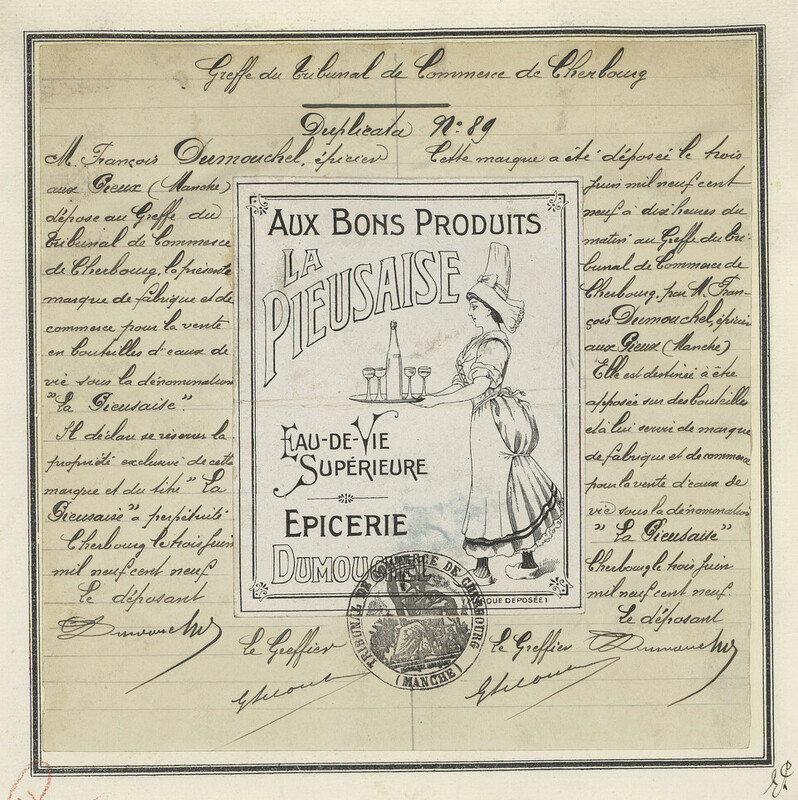 Greffe du Tribunal de Commerce de Cherbourg
Duplicata N°. 89
M. François Dumouchel, épicier
aux Pieux (Manche)
dépose au Greffe du
Tribunal de Commerce
de Cherbourg, la présente
marque de fabrique et de
commerce pour la vente
en bouteilles d'eaux de
vie sous la dénomination
"La Pieusaise".
Il déclare se réserver la
propriété exclusive de cette
marque et du titre "La
Pieusaise" à perpétuité
Cherbourg le trois juin
mil neuf cent neuf.
Le déposant
Dumouchel
Le Greffier
AUX BONS PRODUITS
LA
PIEUSAISE
EAU-DE-VIE
SUPÉRIEURE
EPICERIE
DUMOUCHEL
QUE DEPOSÉE
TRIBUNAL DE COMMERCE DE CHERBOURG
(MANCHE)
Cette marque a été déposée le trois
juin mil neuf cent
neuf à dix heures du
matin au Greffe du Tri-
bunal de Commerce de
Cherbourg, par M. Fran-
çois Dumouchel, épicier
aux Pieux (Manche)
Elle est destinée à être
apposée sur des bouteilles
et à lui servir de marque
de fabrique et de commerce
pour la vente d'eaux de
vie sous la dénomination
"La Pieusaise"
Cherbourg le trois juin
mil neuf cent neuf.
Le déposant
Dumouchel
Le Greffier